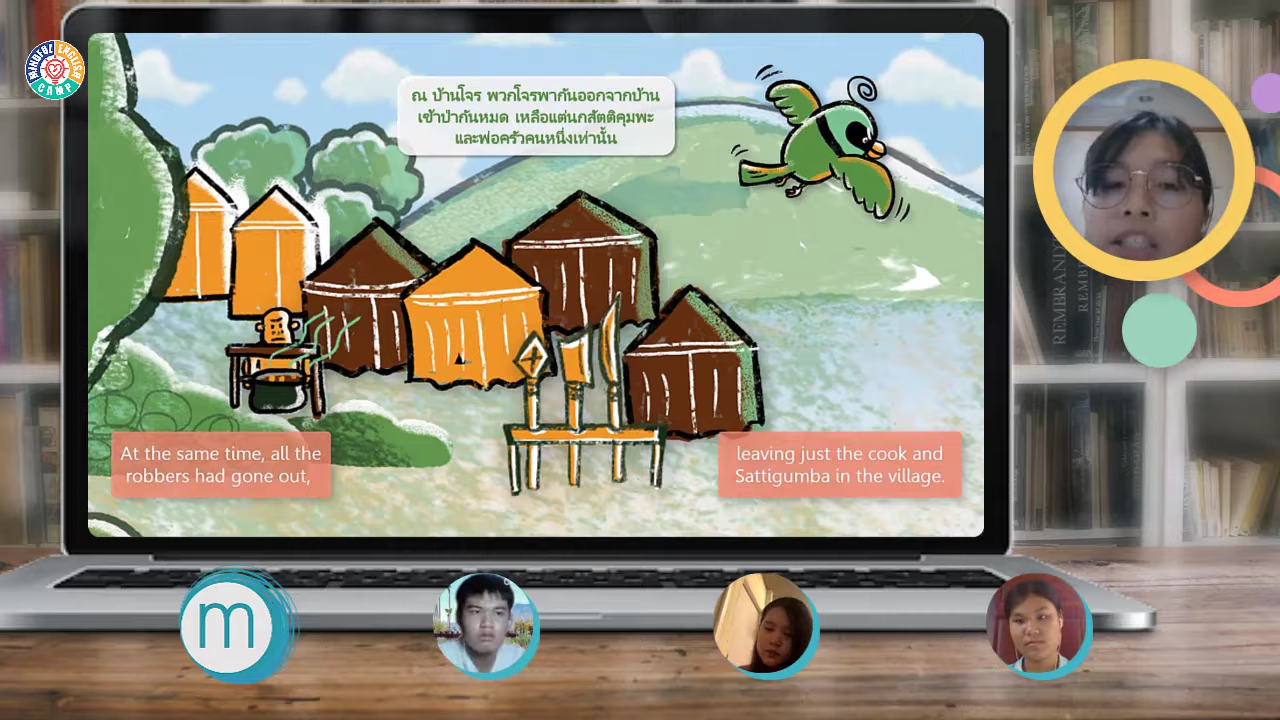 MINDFUL ENGLISH
CAMP
ณ บ้านโจร พวกโจรพากันออกจากบ้าน
เข้าป่ากันหมด เหลือแต่นกสัตติคุมพะ
และพ่อครัวคนหนึ่งเท่านั้น
At the same time, all the
robbers had gone out,
leaving just the cook and
Sattigumba in the village.
m